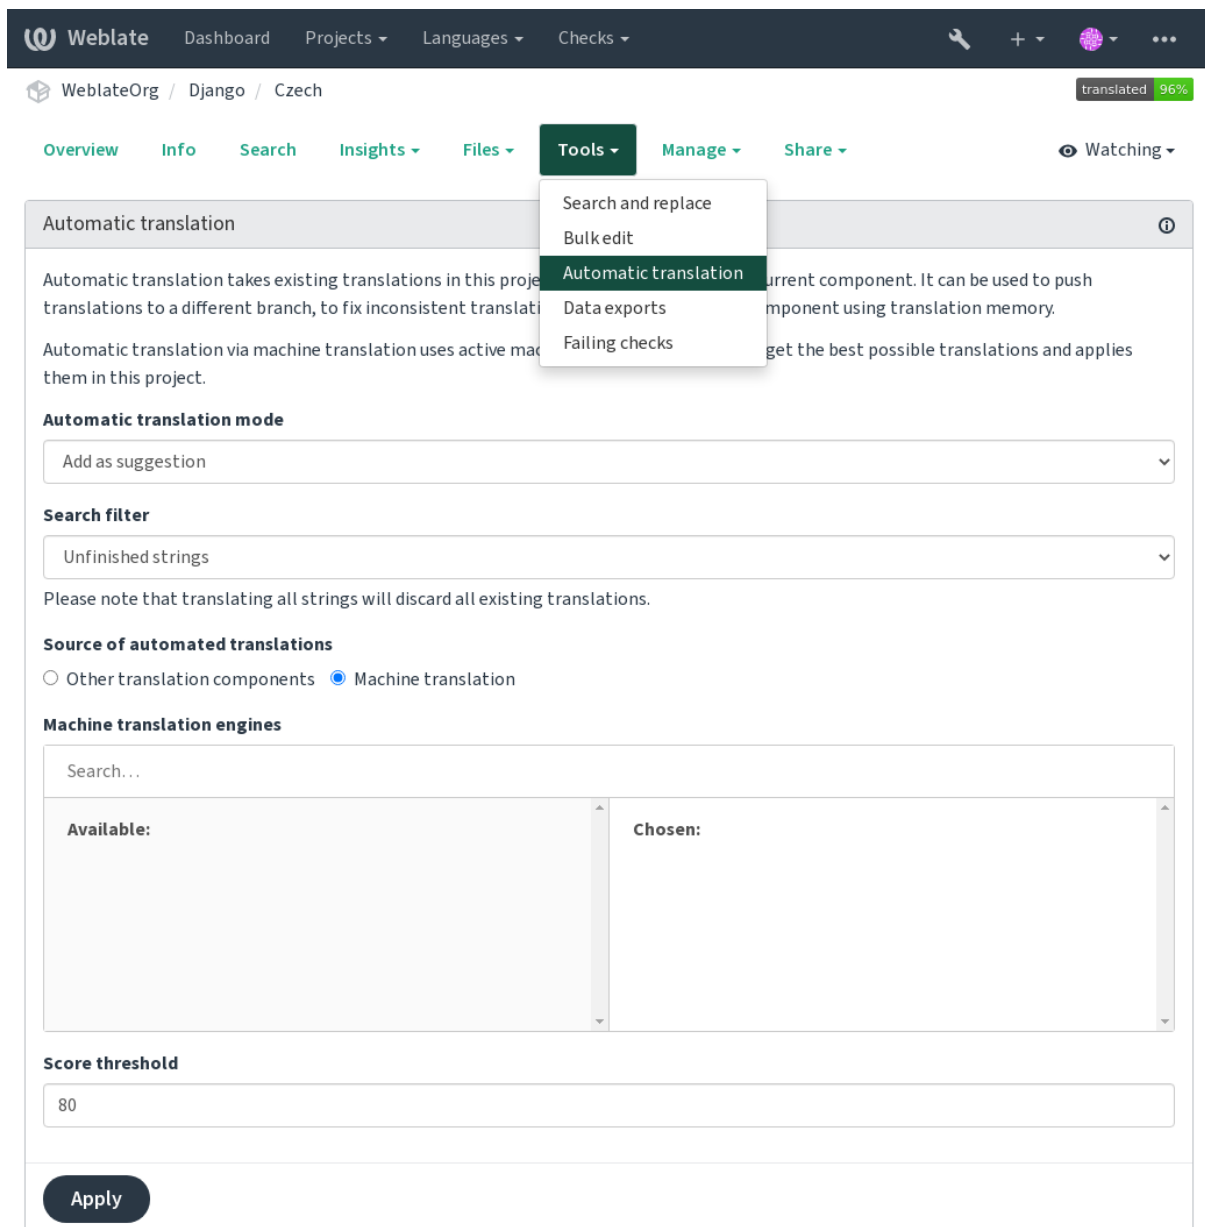 Weblate Dashboard Projects Languages Checks
WeblateOrg / Django / Czech translated 96%
Overview Info Search Insights Files Tools Manage Share Watching
Search and replace
Bulk edit
Automatic translation
Data exports
Failing checks
Automatic translation
Automatic translation takes existing translations in this current component. It can be used to push
translations to a different branch, to fix inconsistent using translation memory.
Automatic translation via machine translation uses active get the best possible translations and applies
them in this project.
Automatic translation mode
Add as suggestion
Search filter
Unfinished strings
Please note that translating all strings will discard all existing translations.
Source of automated translations
Other translation components Machine translation
Machine translation engines
Search…
Available: Chosen:
Score threshold
80
Apply